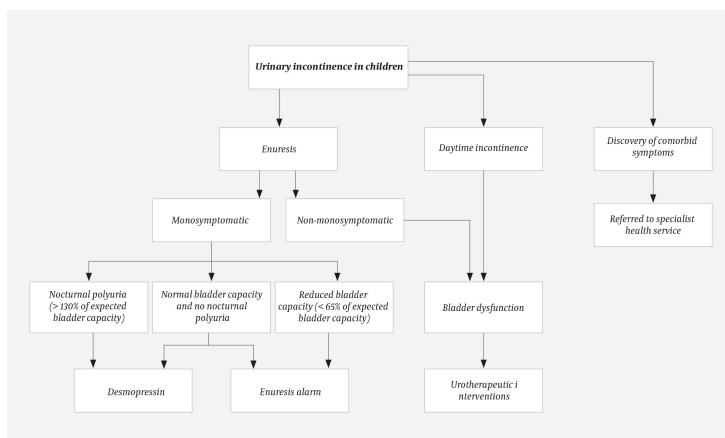 Urinary incontinence in children
Enuresis
Daytime incontinence
Discovery of comorbid
symptoms
Monosymptomatic
Non-monosymptomatic
Referred to specialist
health service
Nocturnal polyuria
(> 130% of expected
bladder capacity)
Normal bladder capacity
and no nocturnal
polyuria
Reduced bladder
capacity (< 65% of expected
bladder capacity)
Bladder dysfunction
Desmopressin
Enuresis alarm
Urotherapeutic i
nterventions